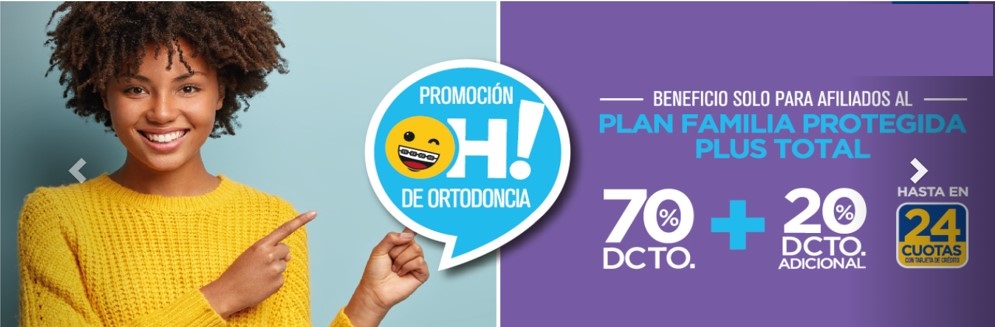 PROMOCIÓN
OH!
DE ORTODONCIA
BENEFICIO SOLO PARA AFILIADOS AL
PLAN FAMILIA PROTEGIDA
PLUS TOTAL
70% DCTO. + 20% DCTO. ADICIONAL
HASTA EN
24
CUOTAS
CON TARJETA DE CRÉDITO